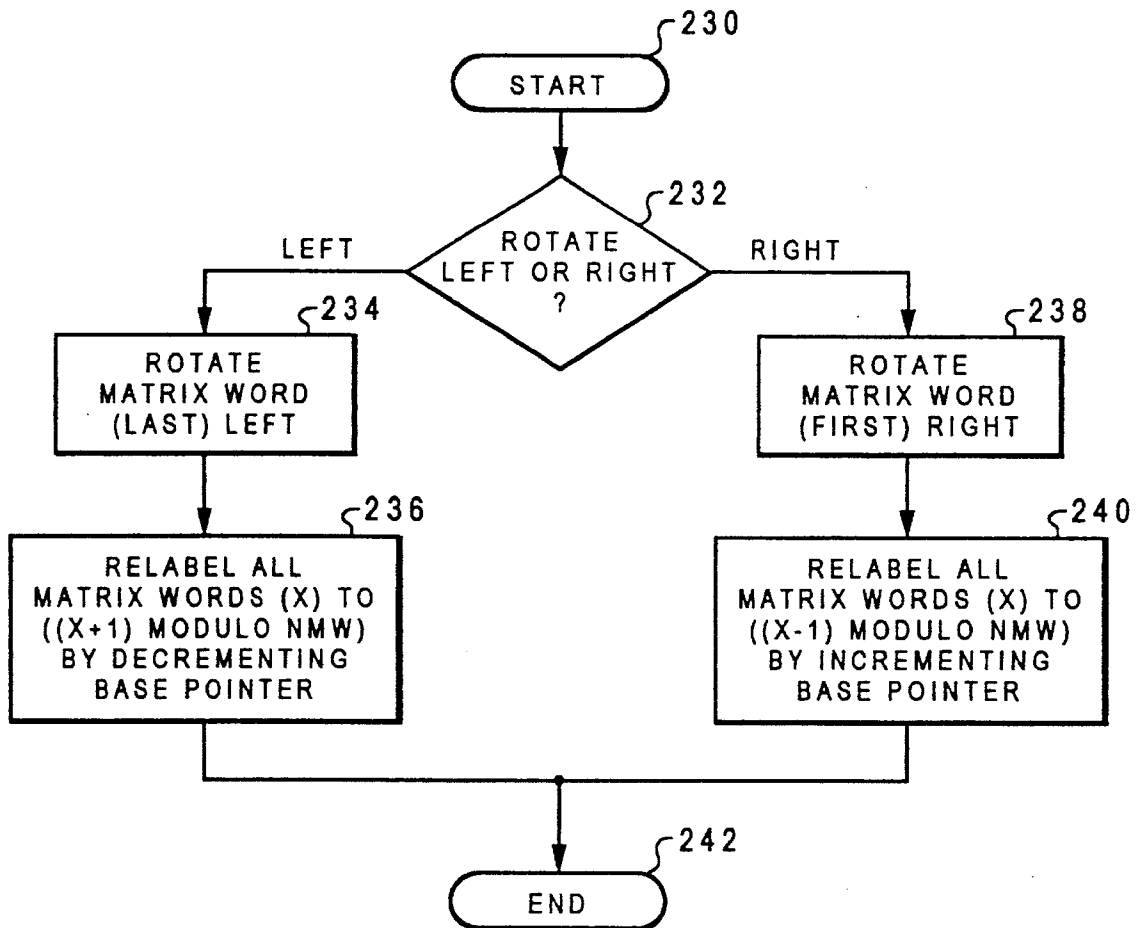 230
START
232
ROTATE
LEFT OR RIGHT
?
LEFT
RIGHT
234
ROTATE
MATRIX WORD
(LAST) LEFT
238
ROTATE
MATRIX WORD
(FIRST) RIGHT
236
RELABEL ALL
MATRIX WORDS (X) TO
((X+1) MODULO NMW)
BY DECREMENTING
BASE POINTER
240
RELABEL ALL
MATRIX WORDS (X) TO
((X-1) MODULO NMW)
BY INCREMENTING
BASE POINTER
242
END